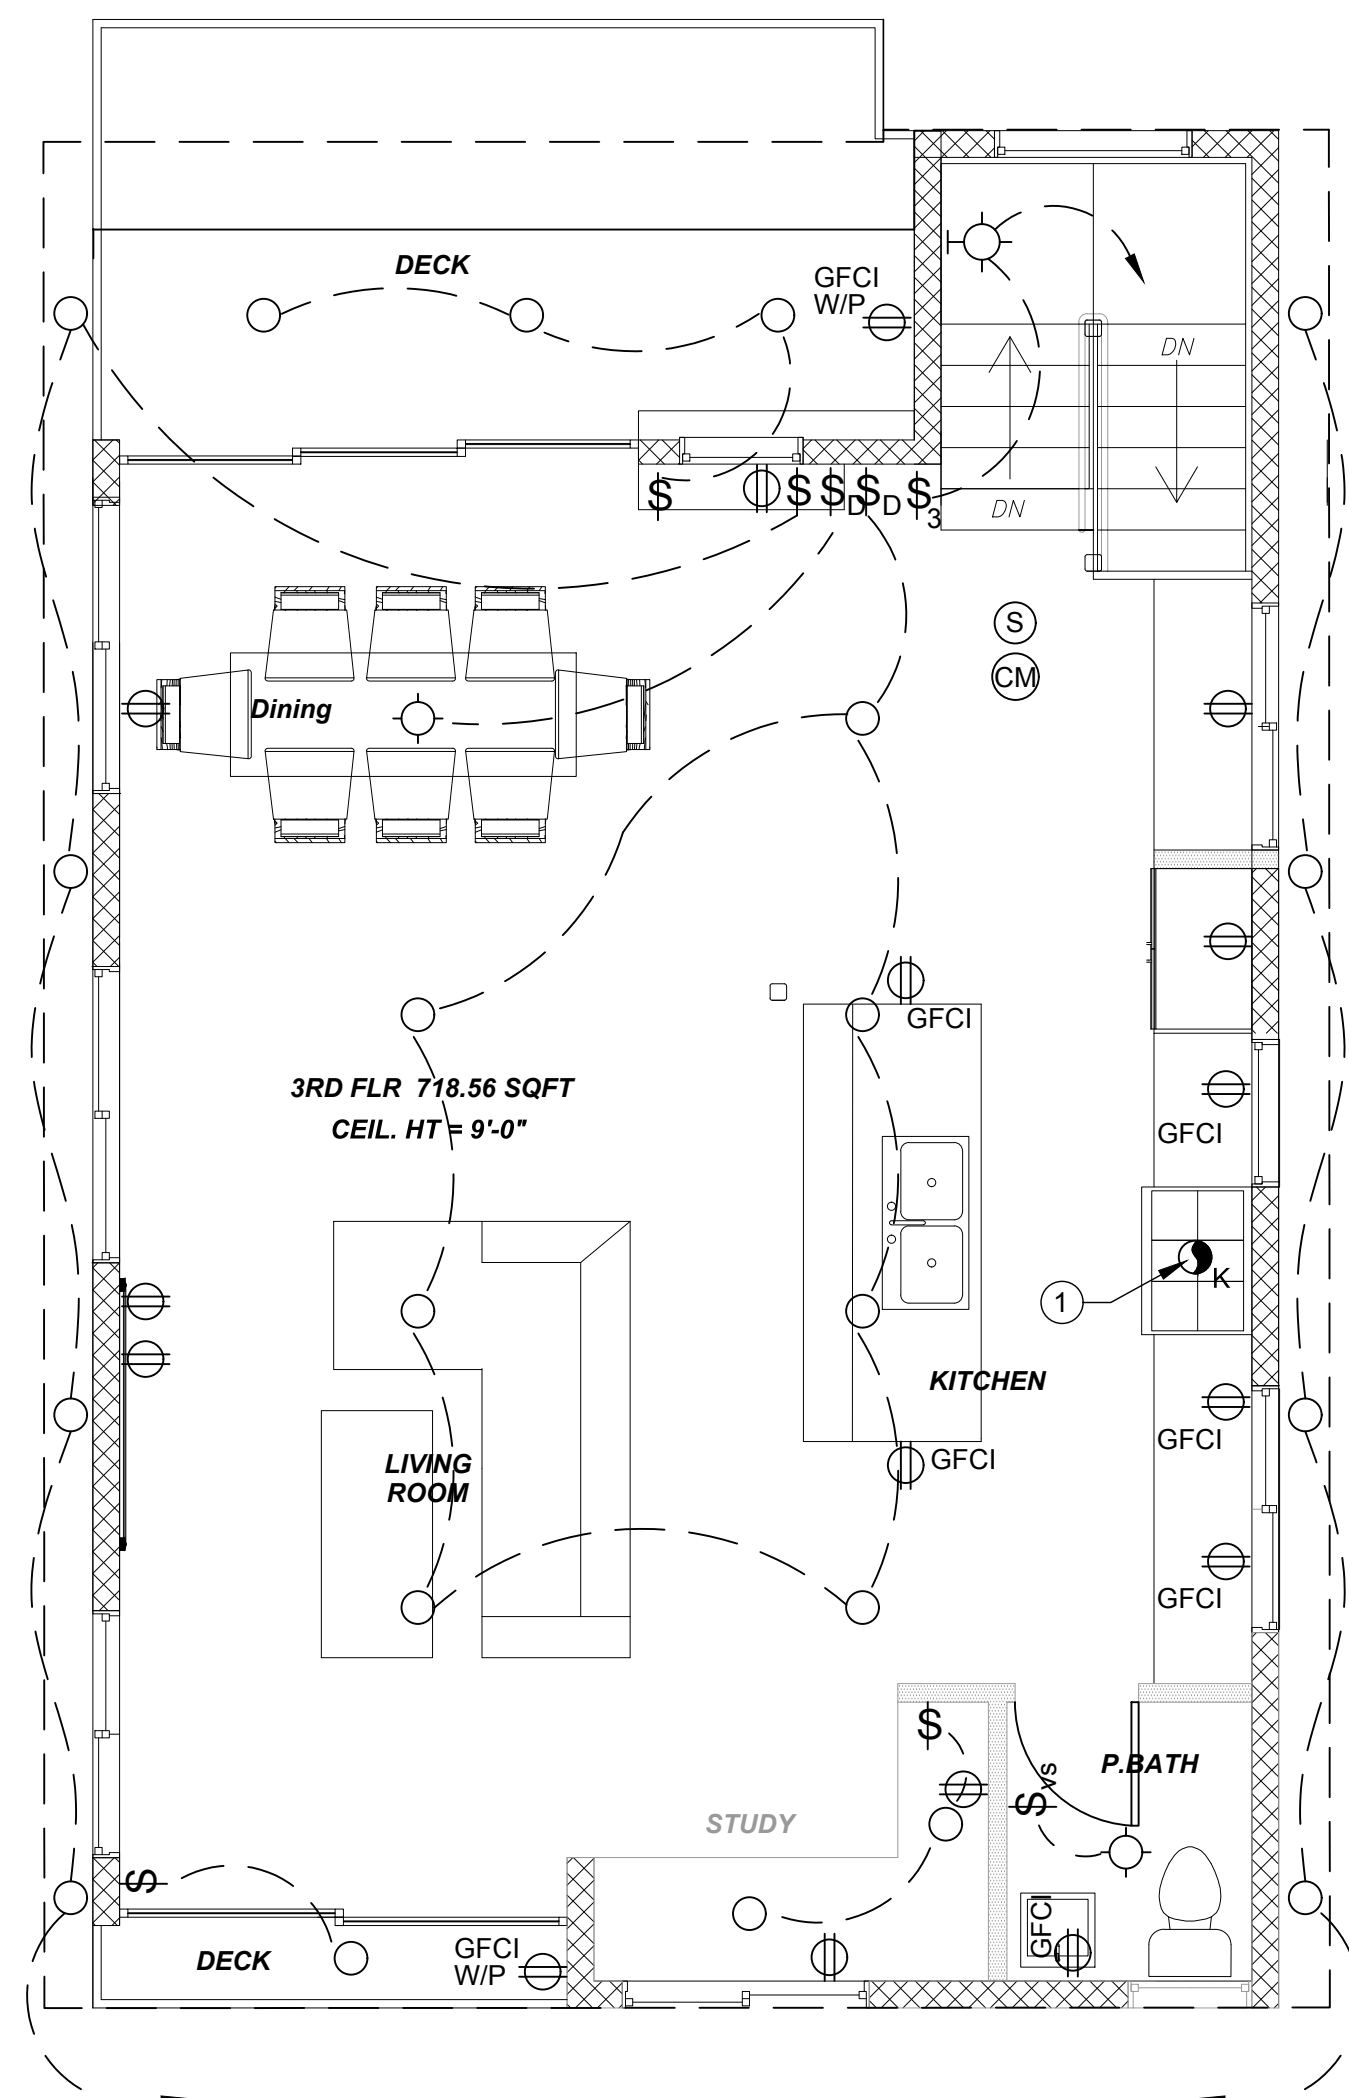 DECK
GFCI
W/P
DN
DN
$
$
$D
$D
$3
S
CM
Dining
GFCI
3RD FLR 718.56 SQFT
CEIL. HT = 9'-0"
GFCI
K
1
KITCHEN
GFCI
GFCI
LIVING
ROOM
GFCI
$
P.BATH
$VS
STUDY
$
GFCI
DECK
GFCI
W/P